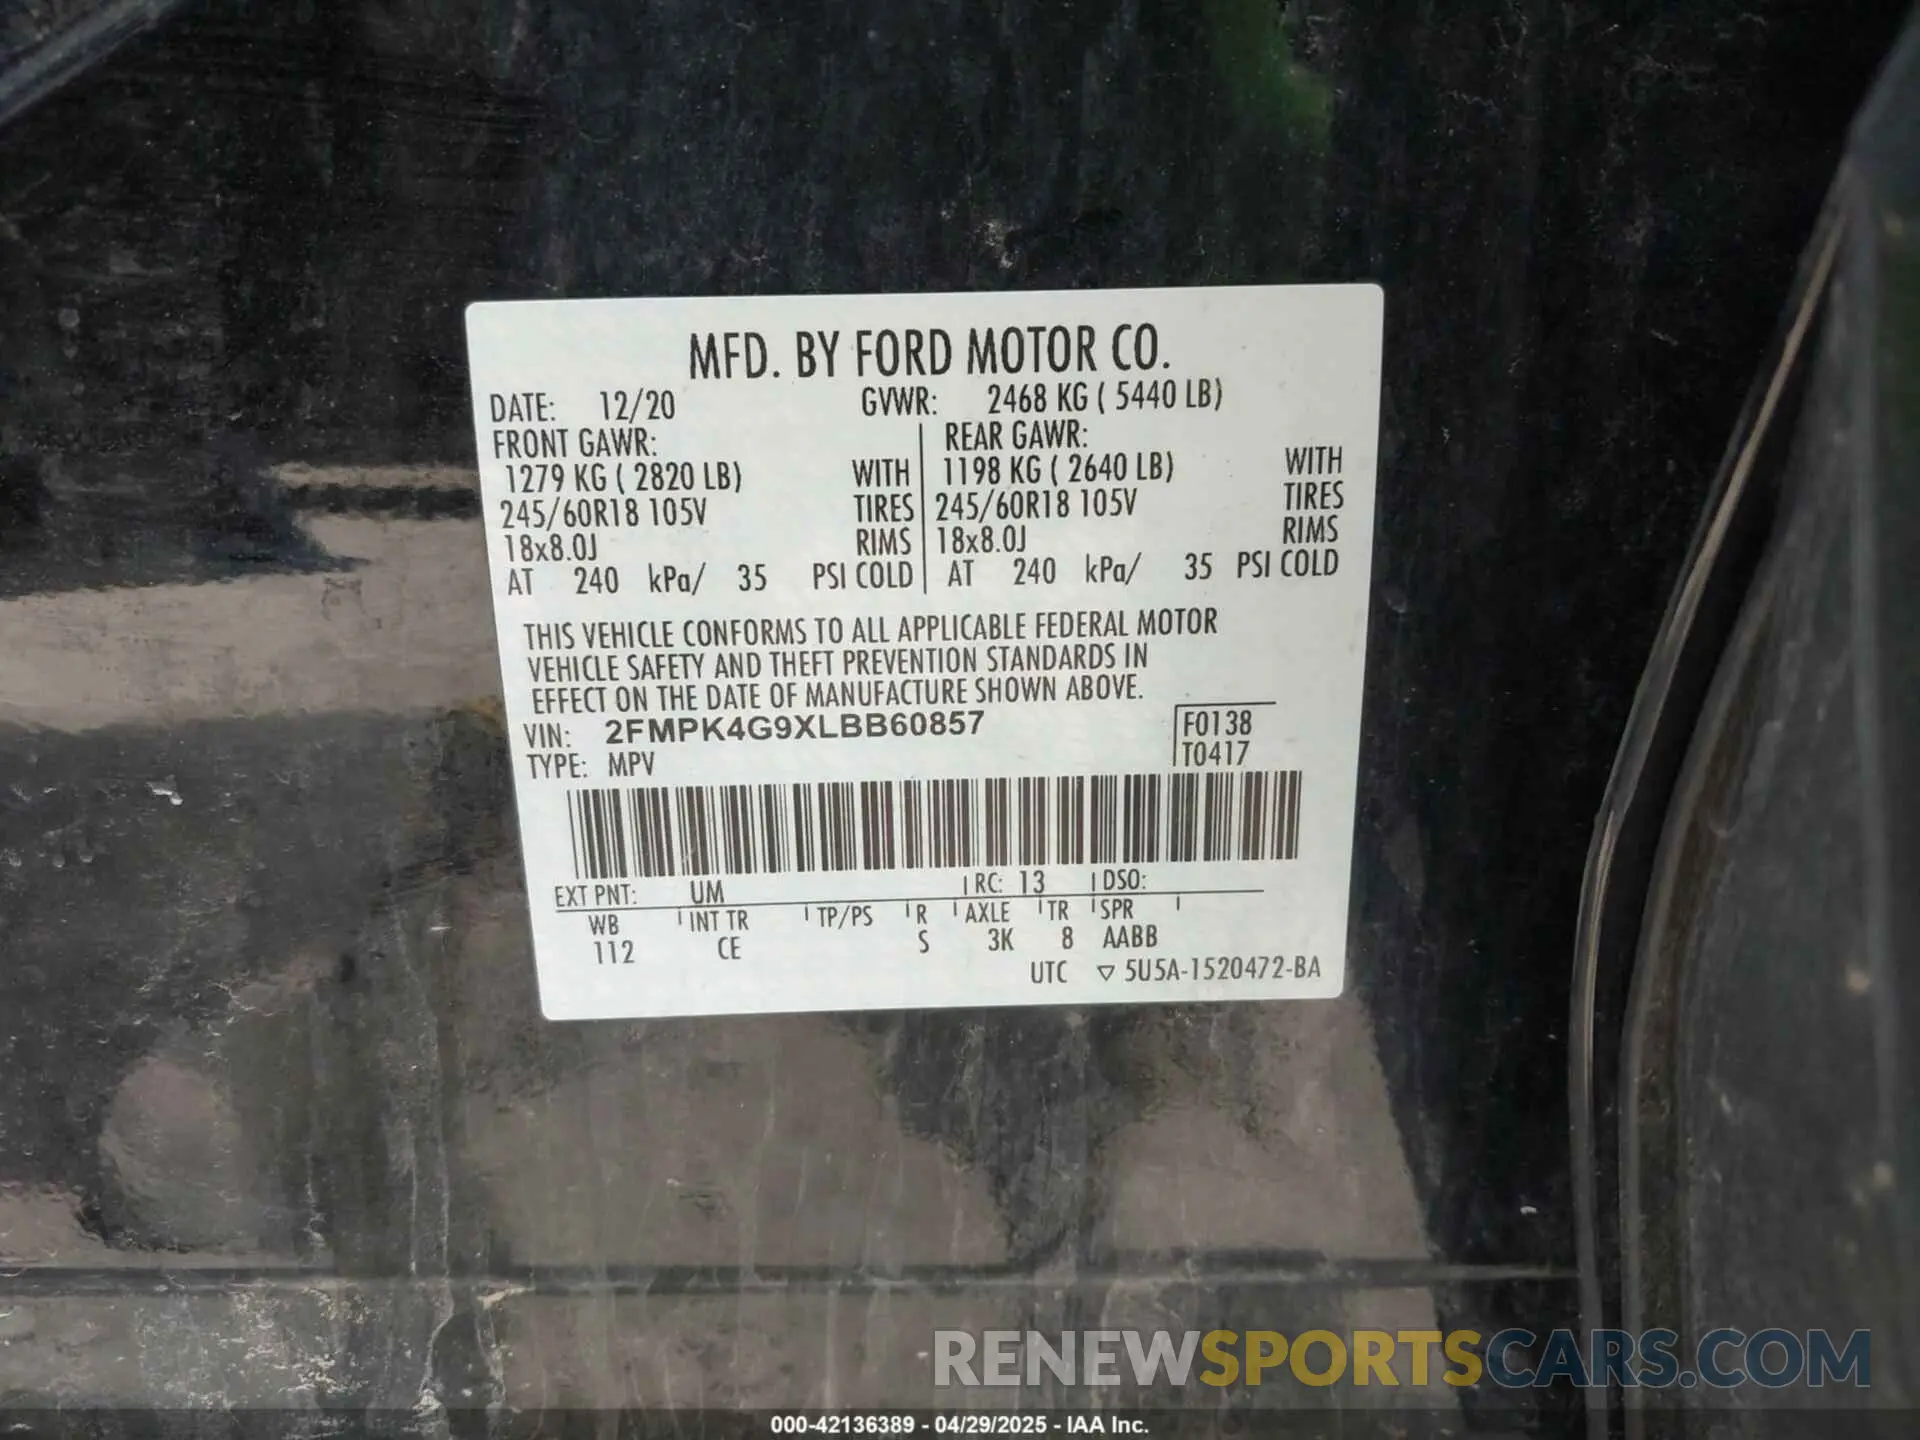 MFD. BY FORD MOTOR CO.
DATE: 12/20 GVWR: 2468 KG ( 5440 LB)
FRONT GAWR: REAR GAWR:
1279 KG ( 2820 LB) WITH 1198 KG ( 2640 LB) WITH
245/60R18 105V TIRES 245/60R18 105V TIRES
18x8.0J RIMS 18x8.0J RIMS
AT 240 kPa/ 35 PSI COLD AT 240 kPa/ 35 PSI COLD
THIS VEHICLE CONFORMS TO ALL APPLICABLE FEDERAL MOTOR
VEHICLE SAFETY AND THEFT PREVENTION STANDARDS IN
EFFECT ON THE DATE OF MANUFACTURE SHOWN ABOVE.
VIN: 2FMPK4G9XLBB60857 F0138
TYPE: MPV T0417
EXT PNT: UM RC: 13 DSO:
WB INT TR TP/PS R AXLE TR SPR
112 CE S 3K 8 AABB
UTC ▽ 5U5A-1520472-BA
RENEWSPORTSCARS.COM
000-42136389 - 04/29/2025 - IAA Inc.